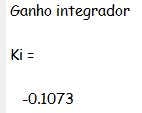 Ganho integrador
Ki =
-0.1073